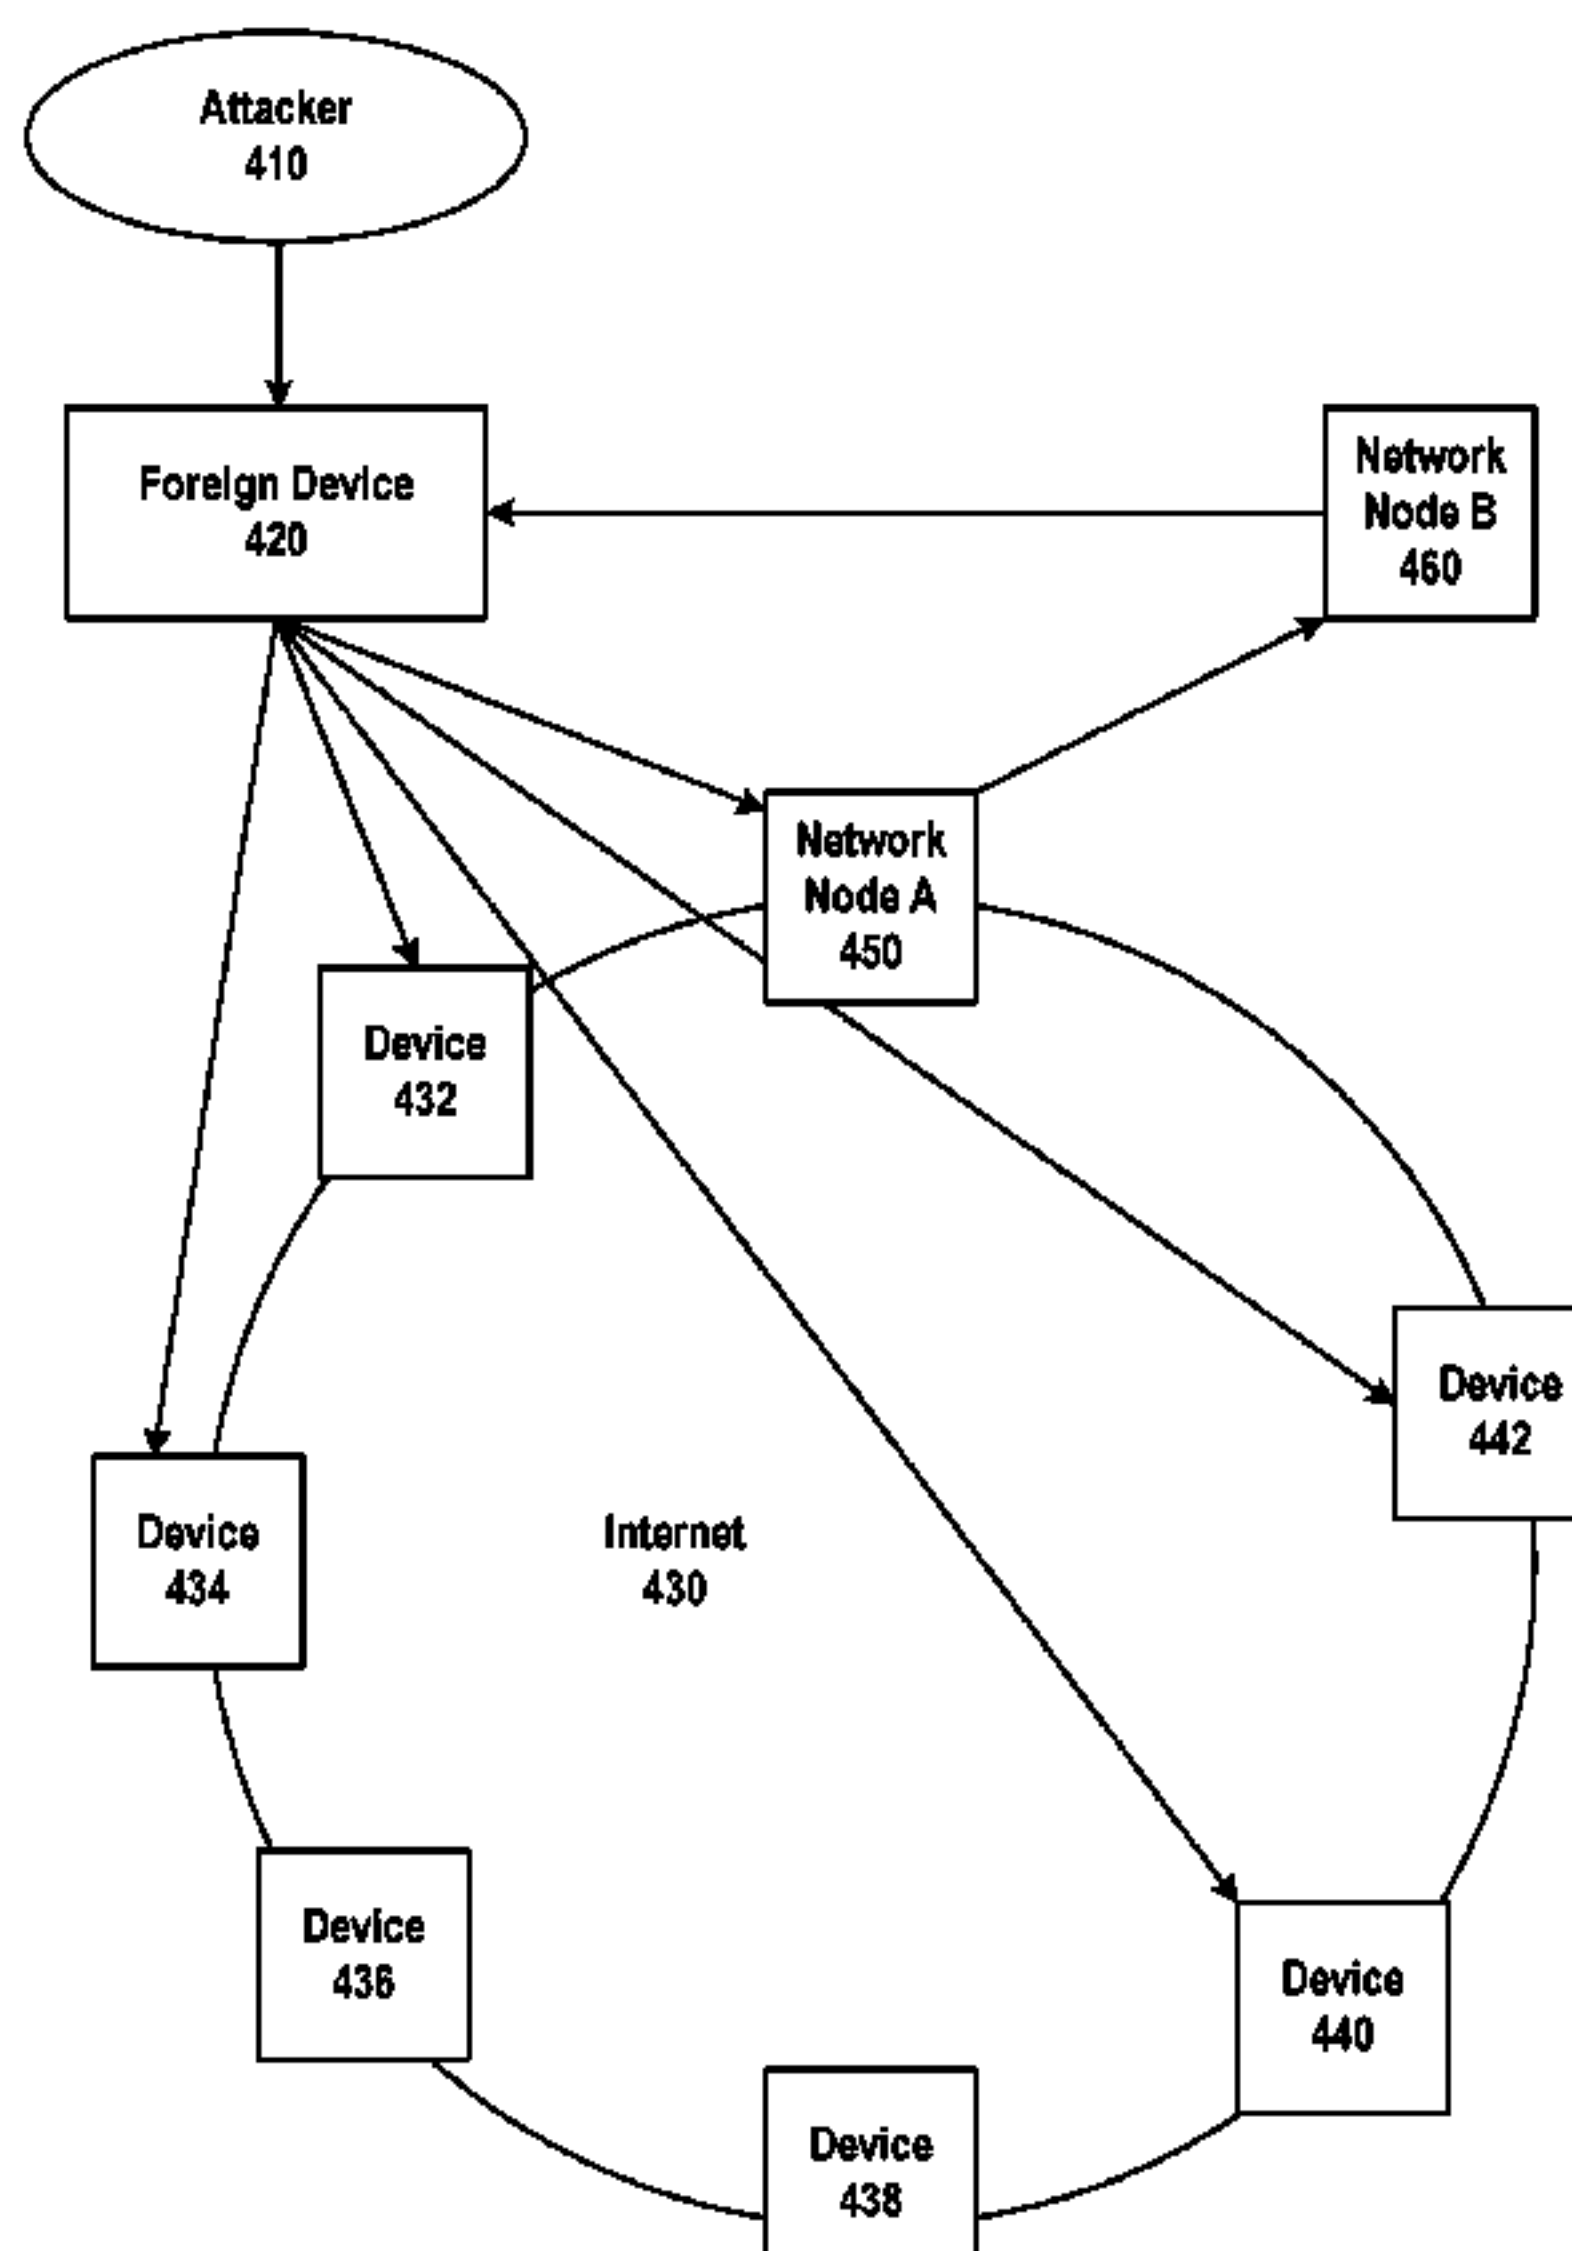 Attacker
410
Foreign Device
420
Network
Node B
460
Network
Node A
450
Device
432
Device
442
Device
434
Internet
430
Device
436
Device
440
Device
438